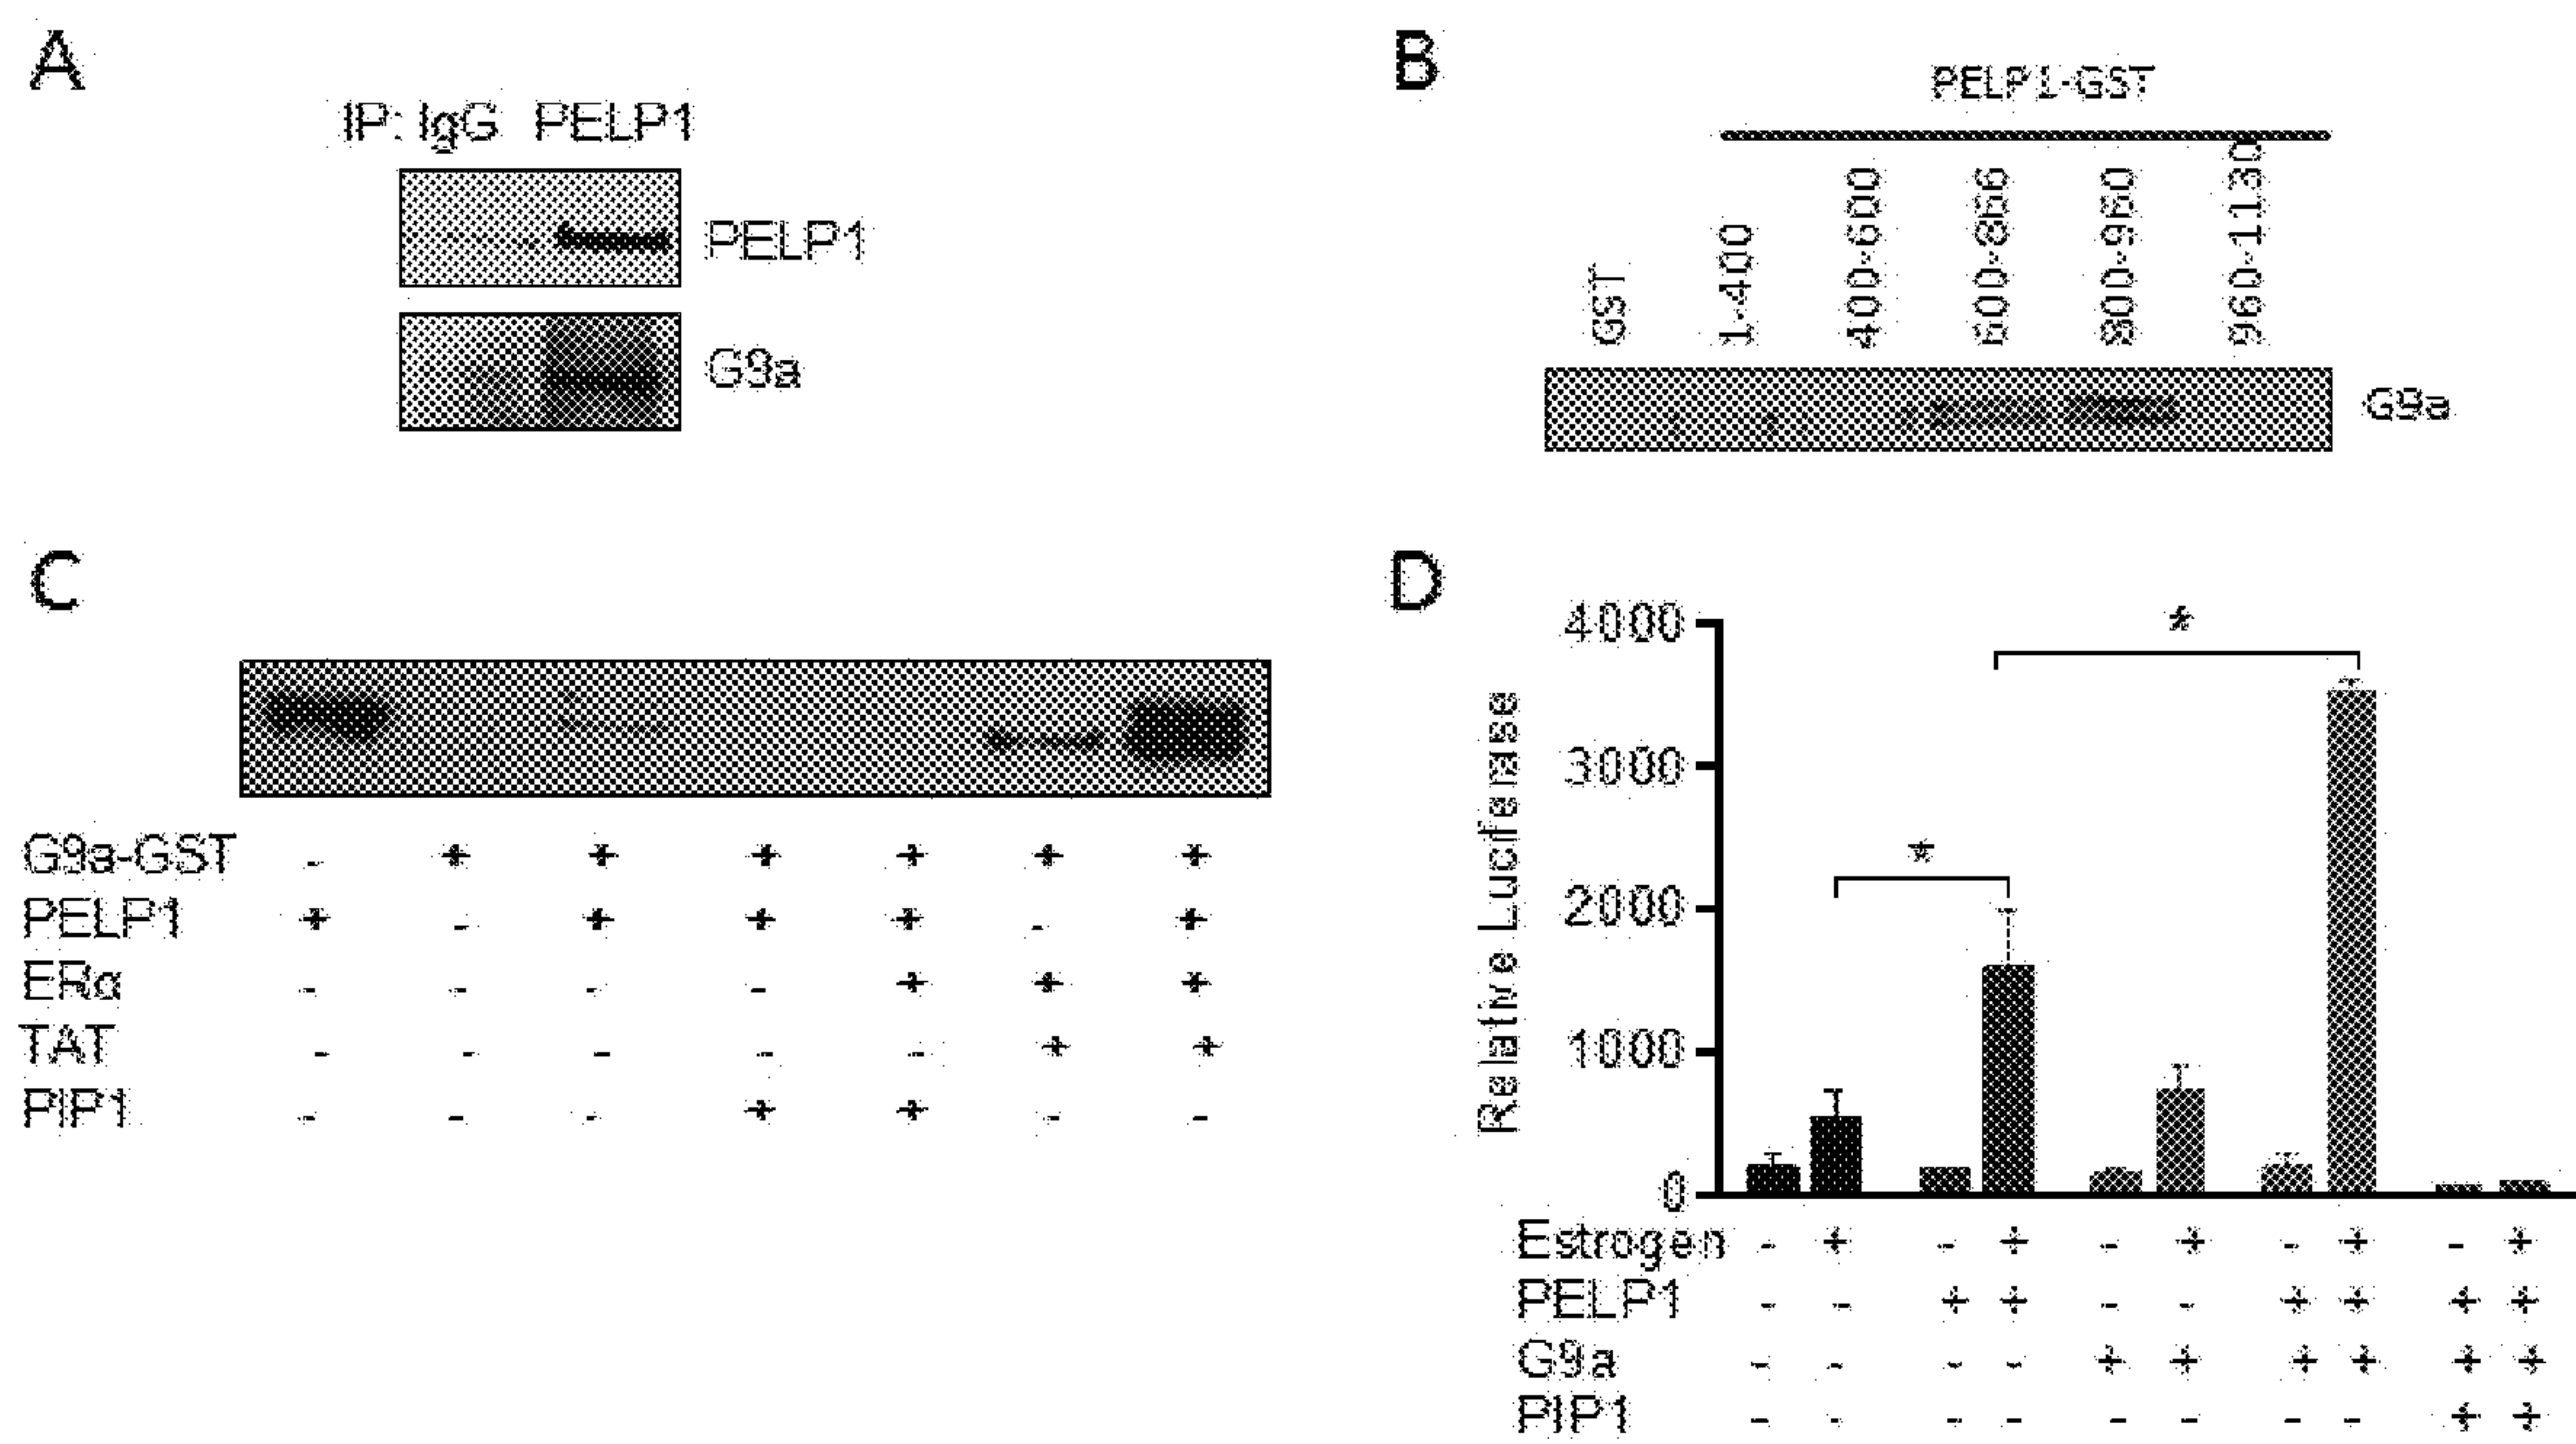 A
IP: IgG PELP1
PELP1
G9a
B
PELP1-GST
GST
1-400
400-600
600-866
800-960
960-1130
G9a
C
G9a-GST - + + + + + +
PELP1 + - + + + - +
ERα - - - - + + +
TAT - - - - - + +
PIP1 - - - + + - -
D
Relative Luciferase
4000
3000
2000
1000
0
*
*
Estrogen - + - + - + - + - +
PELP1 - - + + - - + + + +
G9a - - - - + + + + + +
PIP1 - - - - - - - - + +